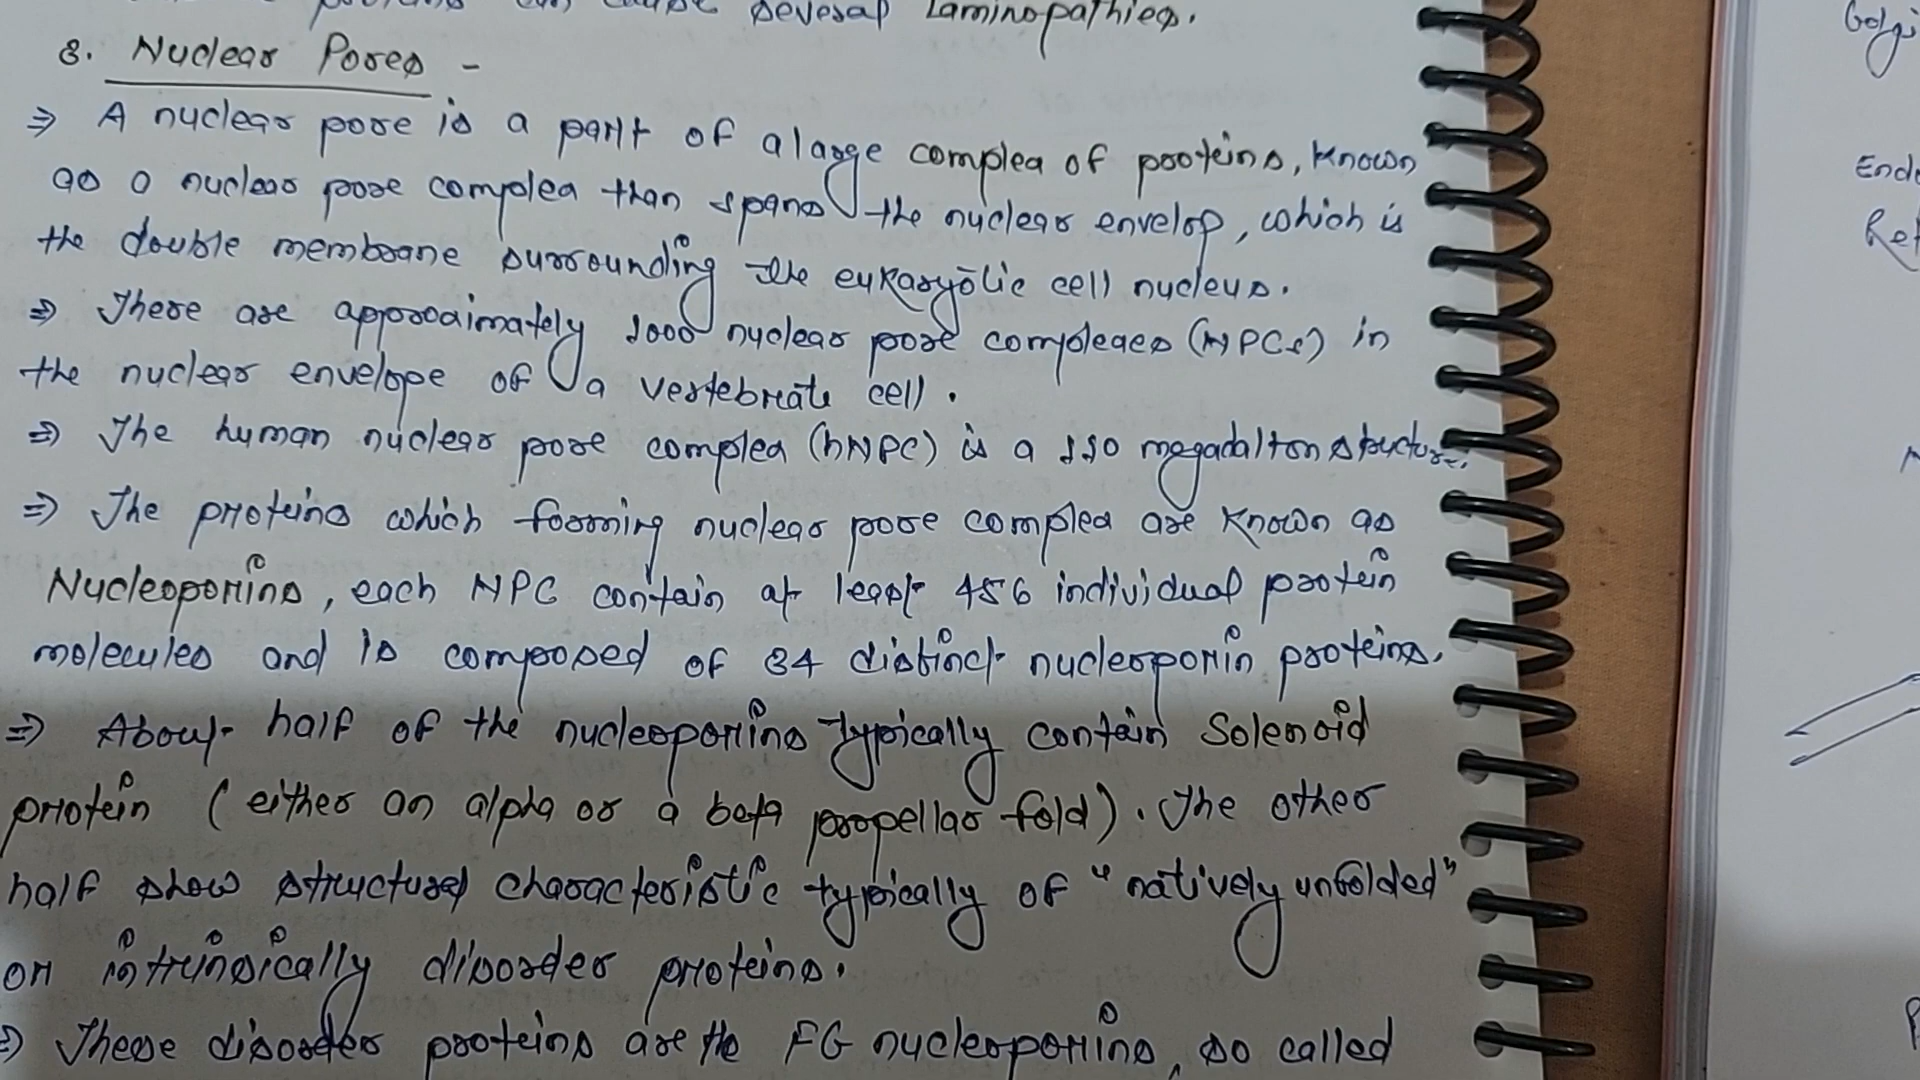 proteins can cause several Laminopathies.
3. Nuclear Pores -
⇒ A nuclear pore is a part of a large complex of proteins, known
as a nuclear pore complex than spans the nuclear envelop, which is
the double membrane surrounding the eukaryotic cell nucleus.
⇒ There are approximately 1000 nuclear pore complexes (NPCs) in
the nuclear envelope of a vertebrate cell.
⇒ The human nuclear pore complex (hNPC) is a 110 megadalton structure.
⇒ The proteins which forming nuclear pore complex are known as
Nucleoporins, each NPC contain at least 456 individual protein
molecules and is composed of 34 distinct nucleoporin proteins.
⇒ About half of the nucleoporins typically contain Solenoid
protein (either an alpha or a beta propellar fold). The other
half show structured characteristic typically of "natively unfolded"
or intrinsically disorder proteins.
⇒ These disorder proteins are the FG nucleoporins, so called
Golgi
Endo
Ret